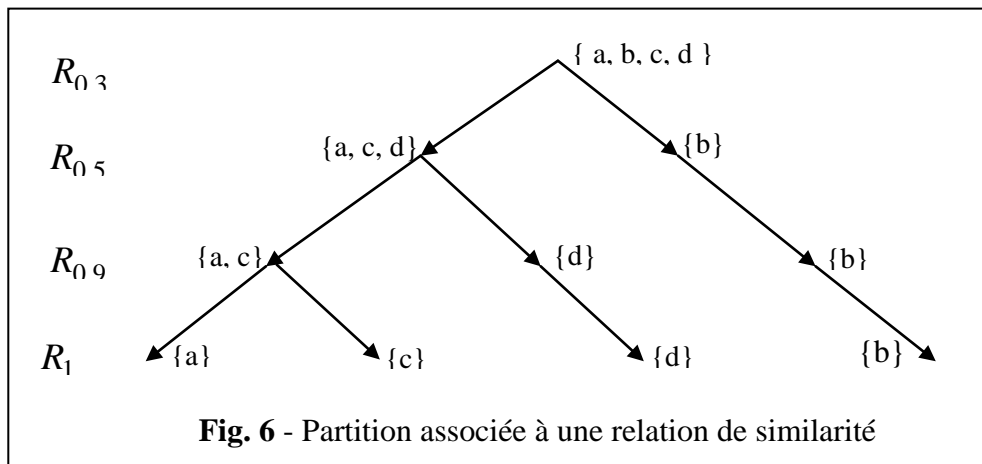 { a, b, c, d }
R0.3
{a, c, d} {b}
R0.5
{a, c} {d} {b}
R0.9
R1 {a} {c} {d} {b}
Fig. 6 - Partition associée à une relation de similarité